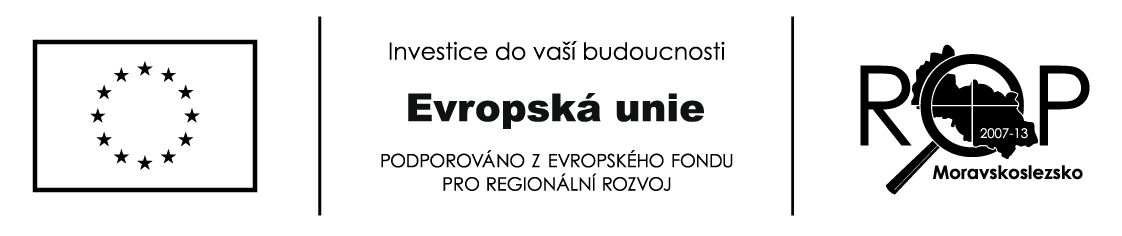 Investice do vaší budoucnosti
Evropská unie
PODPOROVÁNO Z EVROPSKÉHO FONDU
PRO REGIONÁLNÍ ROZVOJ
ROP
2007-13
Moravskoslezsko